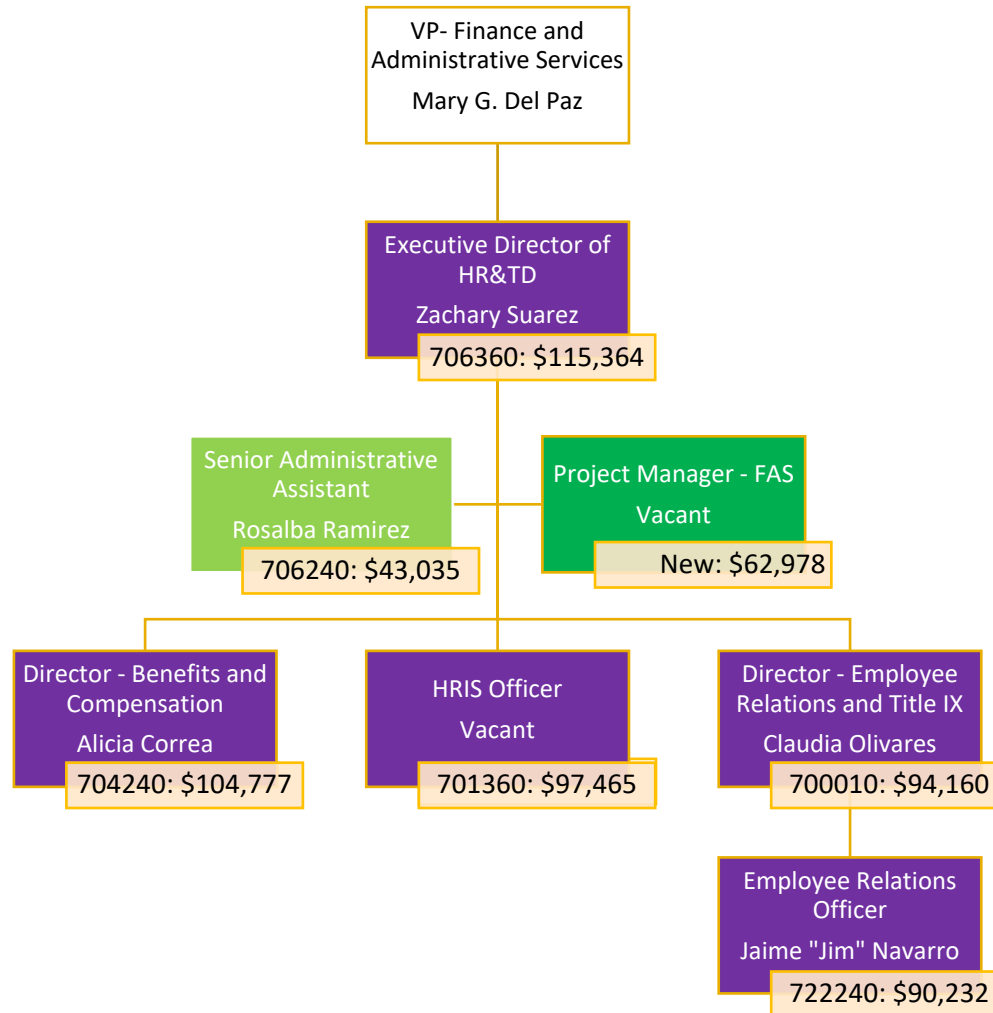 VP- Finance and
Administrative Services
Mary G. Del Paz
Executive Director of
HR&TD
Zachary Suarez
706360: $115,364
Senior Administrative
Assistant
Rosalba Ramirez
706240: $43,035
Project Manager - FAS
Vacant
New: $62,978
Director - Benefits and
Compensation
Alicia Correa
704240: $104,777
HRIS Officer
Vacant
701360: $97,465
Director - Employee
Relations and Title IX
Claudia Olivares
700010: $94,160
Employee Relations
Officer
Jaime "Jim" Navarro
722240: $90,232